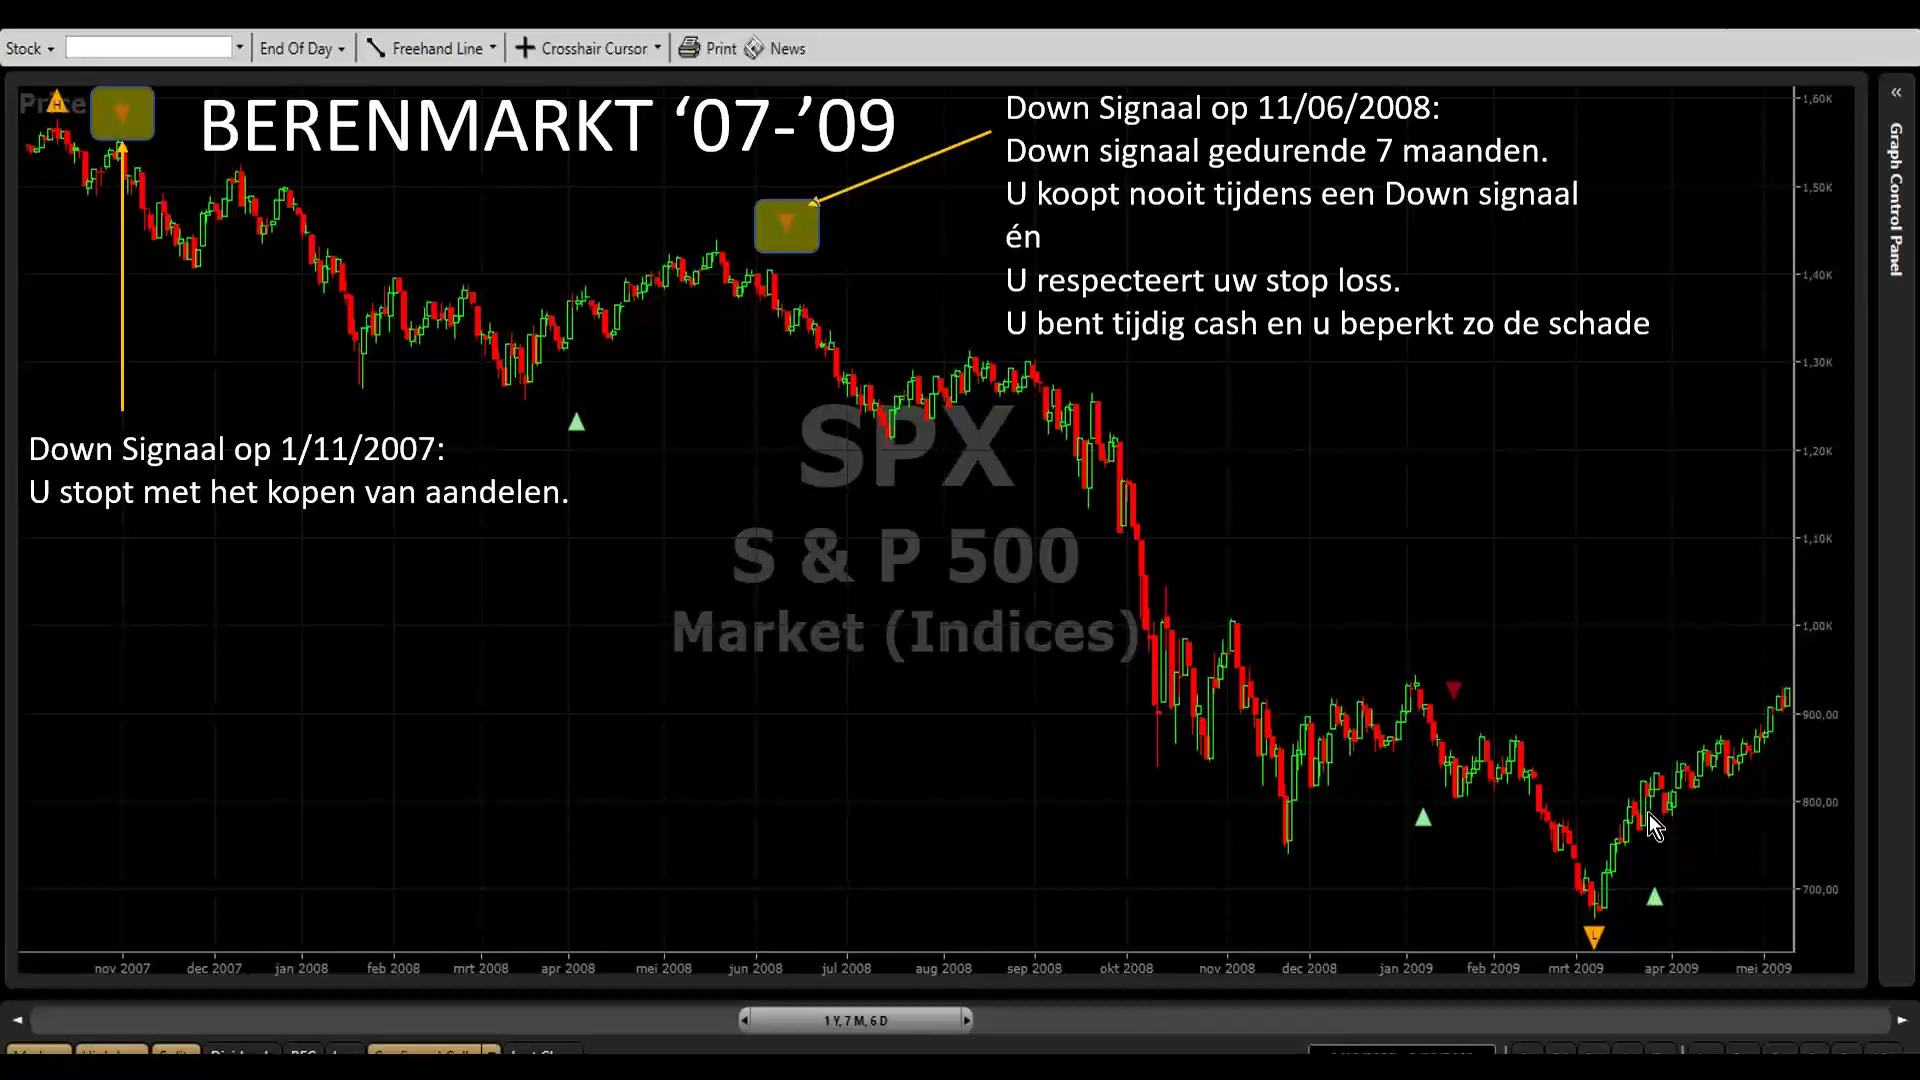 Stock
End Of Day
Freehand Line
Crosshair Cursor
Print
News
Price
H
BERENMARKT ‘07-’09
Down Signaal op 11/06/2008:
Down signaal gedurende 7 maanden.
U koopt nooit tijdens een Down signaal
én
U respecteert uw stop loss.
U bent tijdig cash en u beperkt zo de schade
Down Signaal op 1/11/2007:
U stopt met het kopen van aandelen.
SPX
S & P 500
Market (Indices)
1,60K
1,50K
1,40K
1,30K
1,20K
1,10K
1,00K
900,00
800,00
700,00
L
nov 2007
dec 2007
jan 2008
feb 2008
mrt 2008
apr 2008
mei 2008
jun 2008
jul 2008
aug 2008
sep 2008
okt 2008
nov 2008
dec 2008
jan 2009
feb 2009
mrt 2009
apr 2009
mei 2009
«
Graph Control Panel
1 Y, 7 M, 6 D